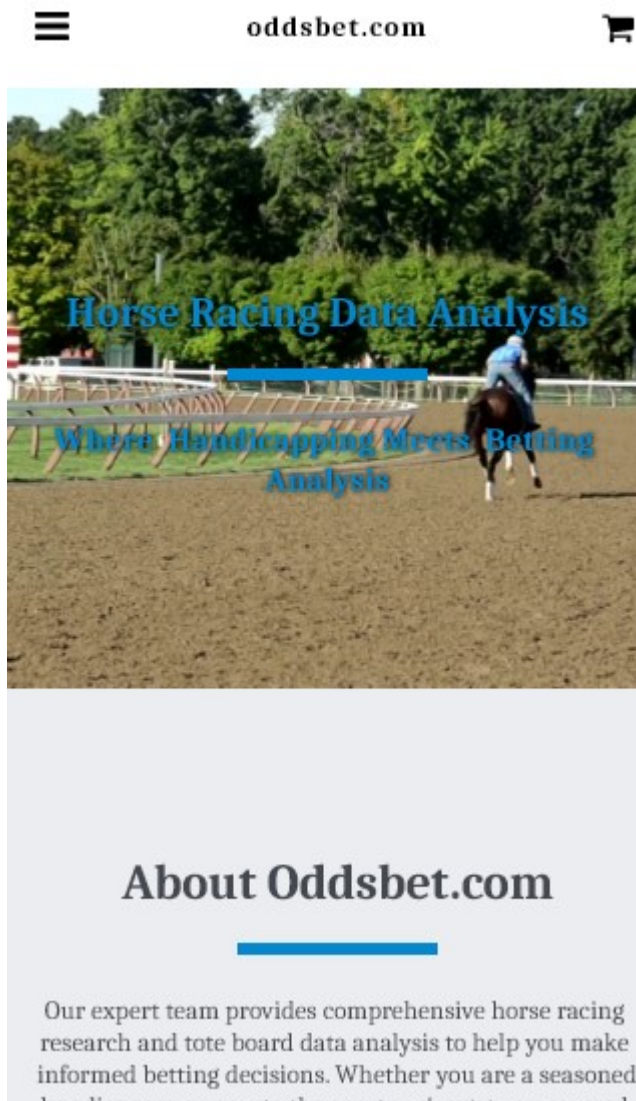 oddsbet.com
Horse Racing Data Analysis
Where Handicapping Meets Betting
Analysis
About Oddsbet.com
Our expert team provides comprehensive horse racing
research and tote board data analysis to help you make
informed betting decisions. Whether you are a seasoned